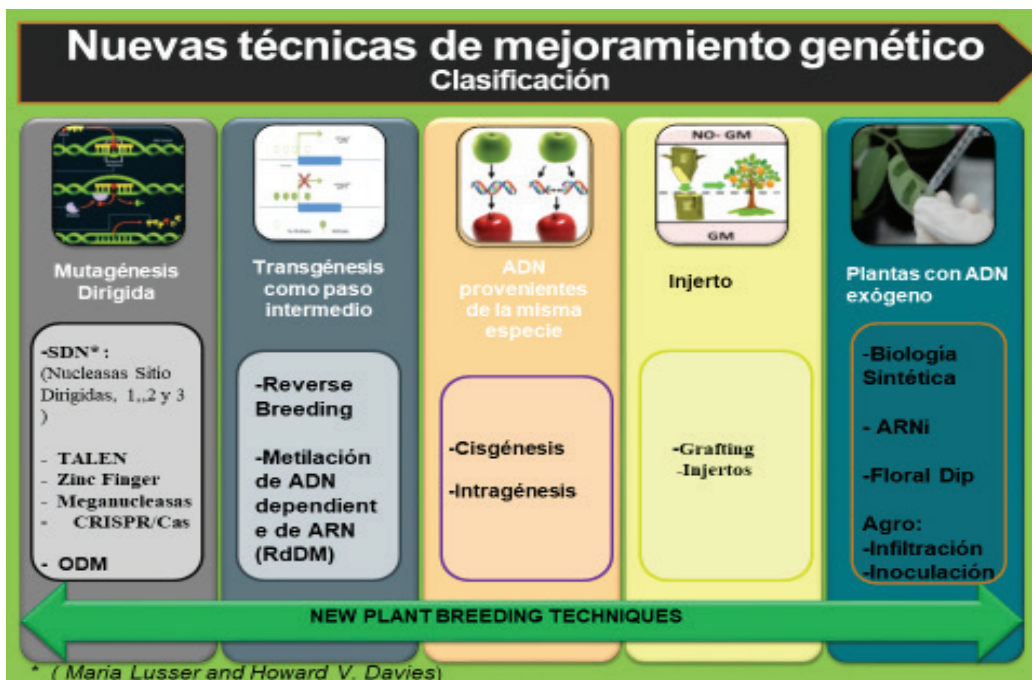 Nuevas técnicas de mejoramiento genético
Clasificación
Mutagénesis
Dirigida
-SDN* :
(Nucleasas Sitio
Dirigidas, 1,,2 y 3
)
- TALEN
- Zinc Finger
- Meganucleasas
- CRISPR/Cas
- ODM
Transgénesis
como paso
intermedio
-Reverse
Breeding
-Metilación
de ADN
dependient
e de ARN
(RdDM)
ADN
provenientes
de la misma
especie
-Cisgénesis
-Intragénesis
NO- GM
GM
Injerto
-Grafting
-Injertos
Plantas con ADN
exógeno
-Biología
Sintética
- ARNi
-Floral Dip
Agro:
-Infiltración
-Inoculación
NEW PLANT BREEDING TECHNIQUES
* ( Maria Lusser and Howard V. Davies)